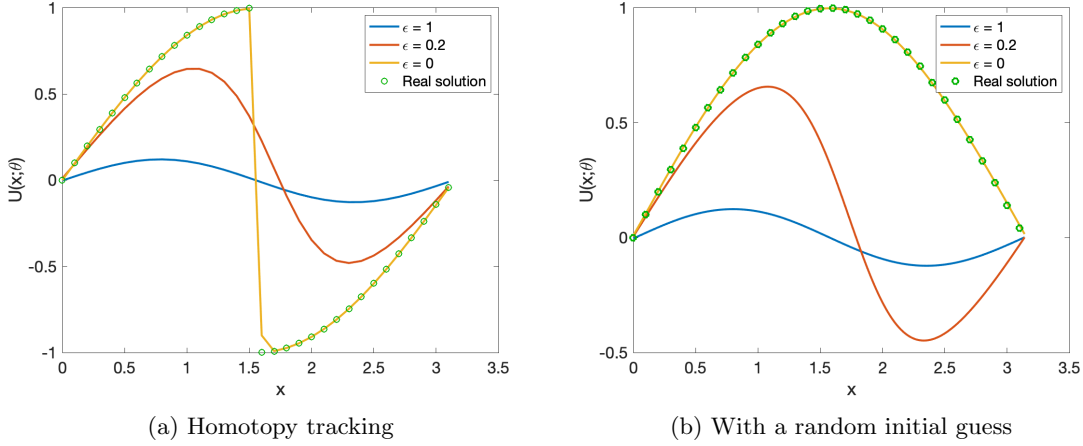 1
0.5
0
-0.5
-1
U(x;θ)
0
0.5
1
1.5
2
2.5
3
3.5
x
ϵ = 1
ϵ = 0.2
ϵ = 0
Real solution
(a) Homotopy tracking
1
0.5
0
-0.5
U(x;θ)
0
0.5
1
1.5
2
2.5
3
3.5
x
ϵ = 1
ϵ = 0.2
ϵ = 0
Real solution
(b) With a random initial guess